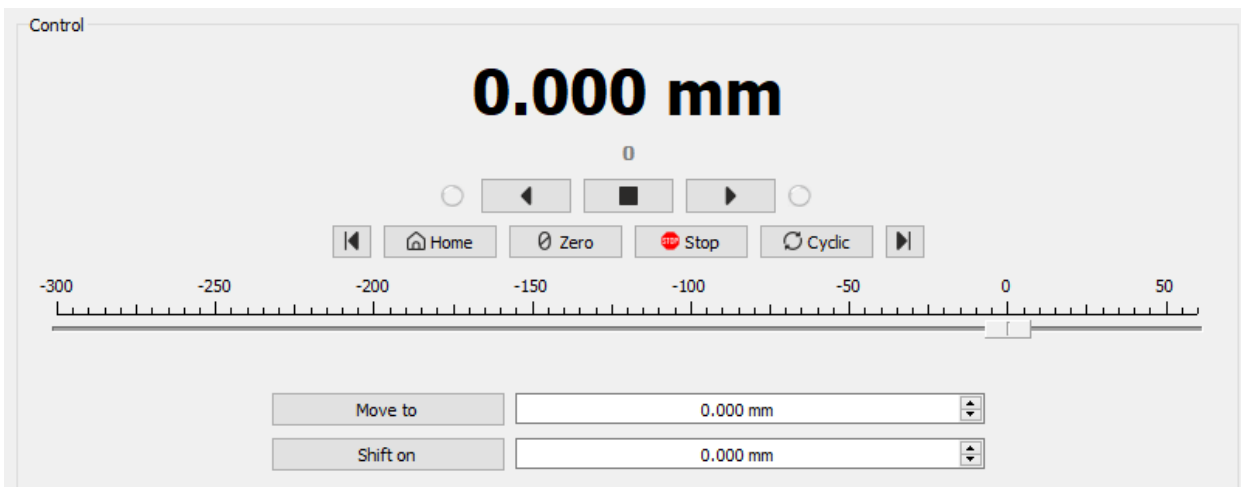 Control
0.000 mm
0
Home Zero STOP Stop Cyclic
-300 -250 -200 -150 -100 -50 0 50
Move to 0.000 mm
Shift on 0.000 mm